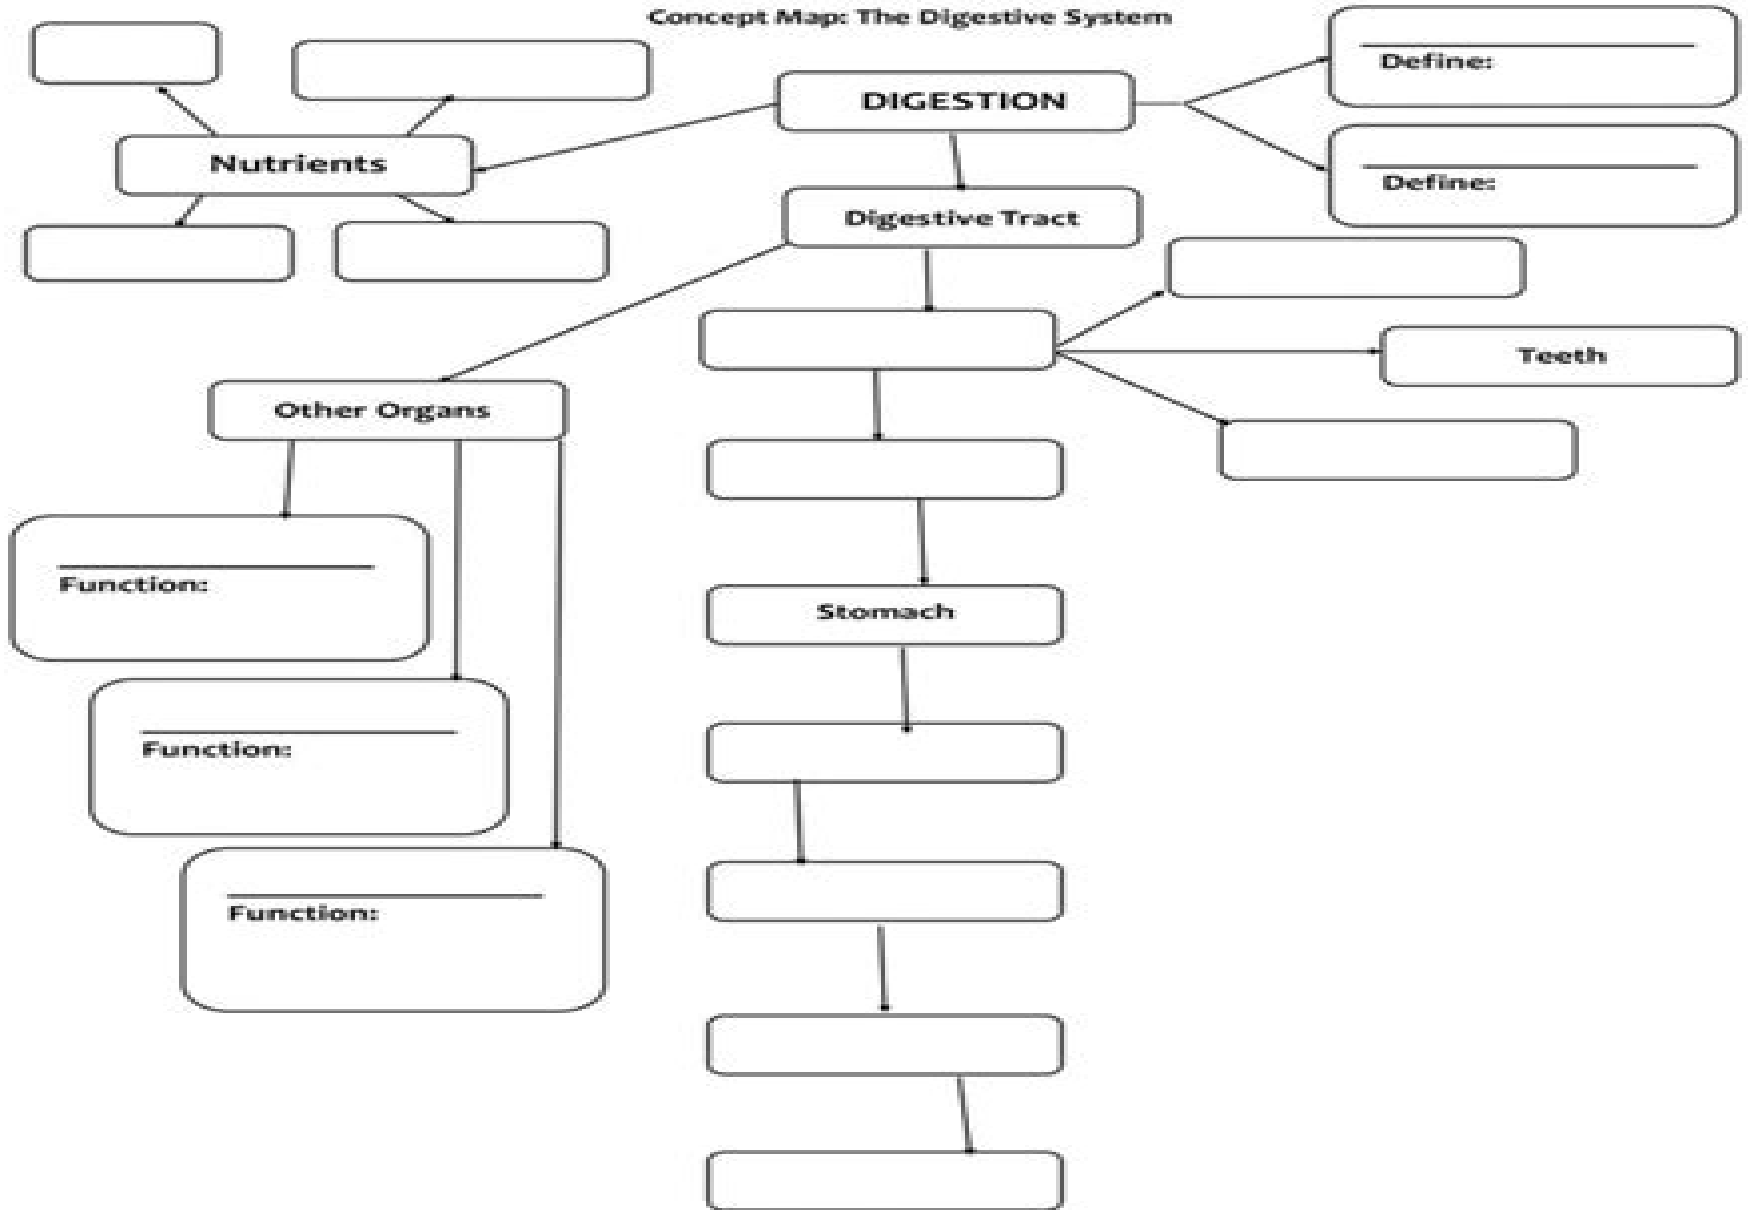 Concept Map: The Digestive System
Define:
DIGESTION
Nutrients
Define:
Digestive Tract
Teeth
Other Organs
Function:
Stomach
Function:
Function: